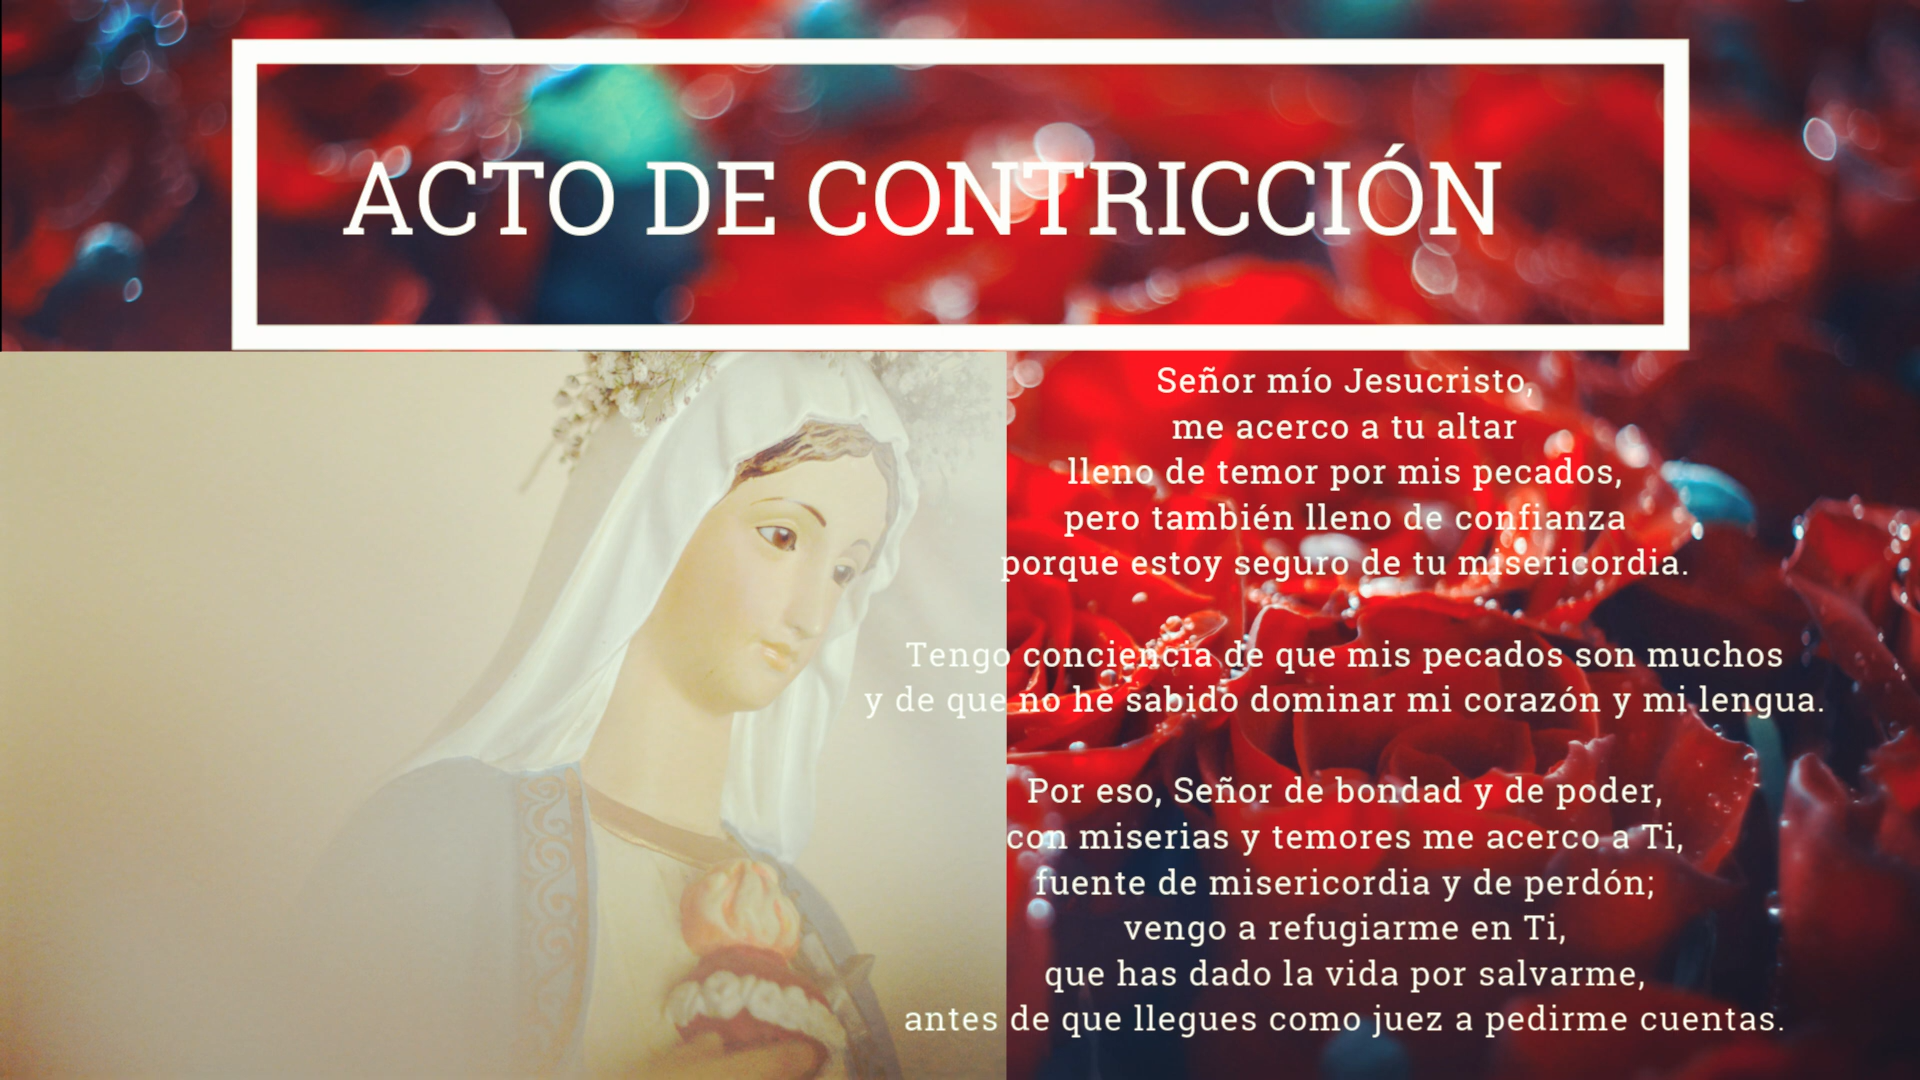 ACTO DE CONTRICCIÓN
Señor mío Jesucristo,
me acerco a tu altar
lleno de temor por mis pecados,
pero también lleno de confianza
porque estoy seguro de tu misericordia.
Tengo conciencia de que mis pecados son muchos
y de que no he sabido dominar mi corazón y mi lengua.
Por eso, Señor de bondad y de poder,
con miserias y temores me acerco a Ti,
fuente de misericordia y de perdón;
vengo a refugiarme en Ti,
que has dado la vida por salvarme,
antes de que llegues como juez a pedirme cuentas.